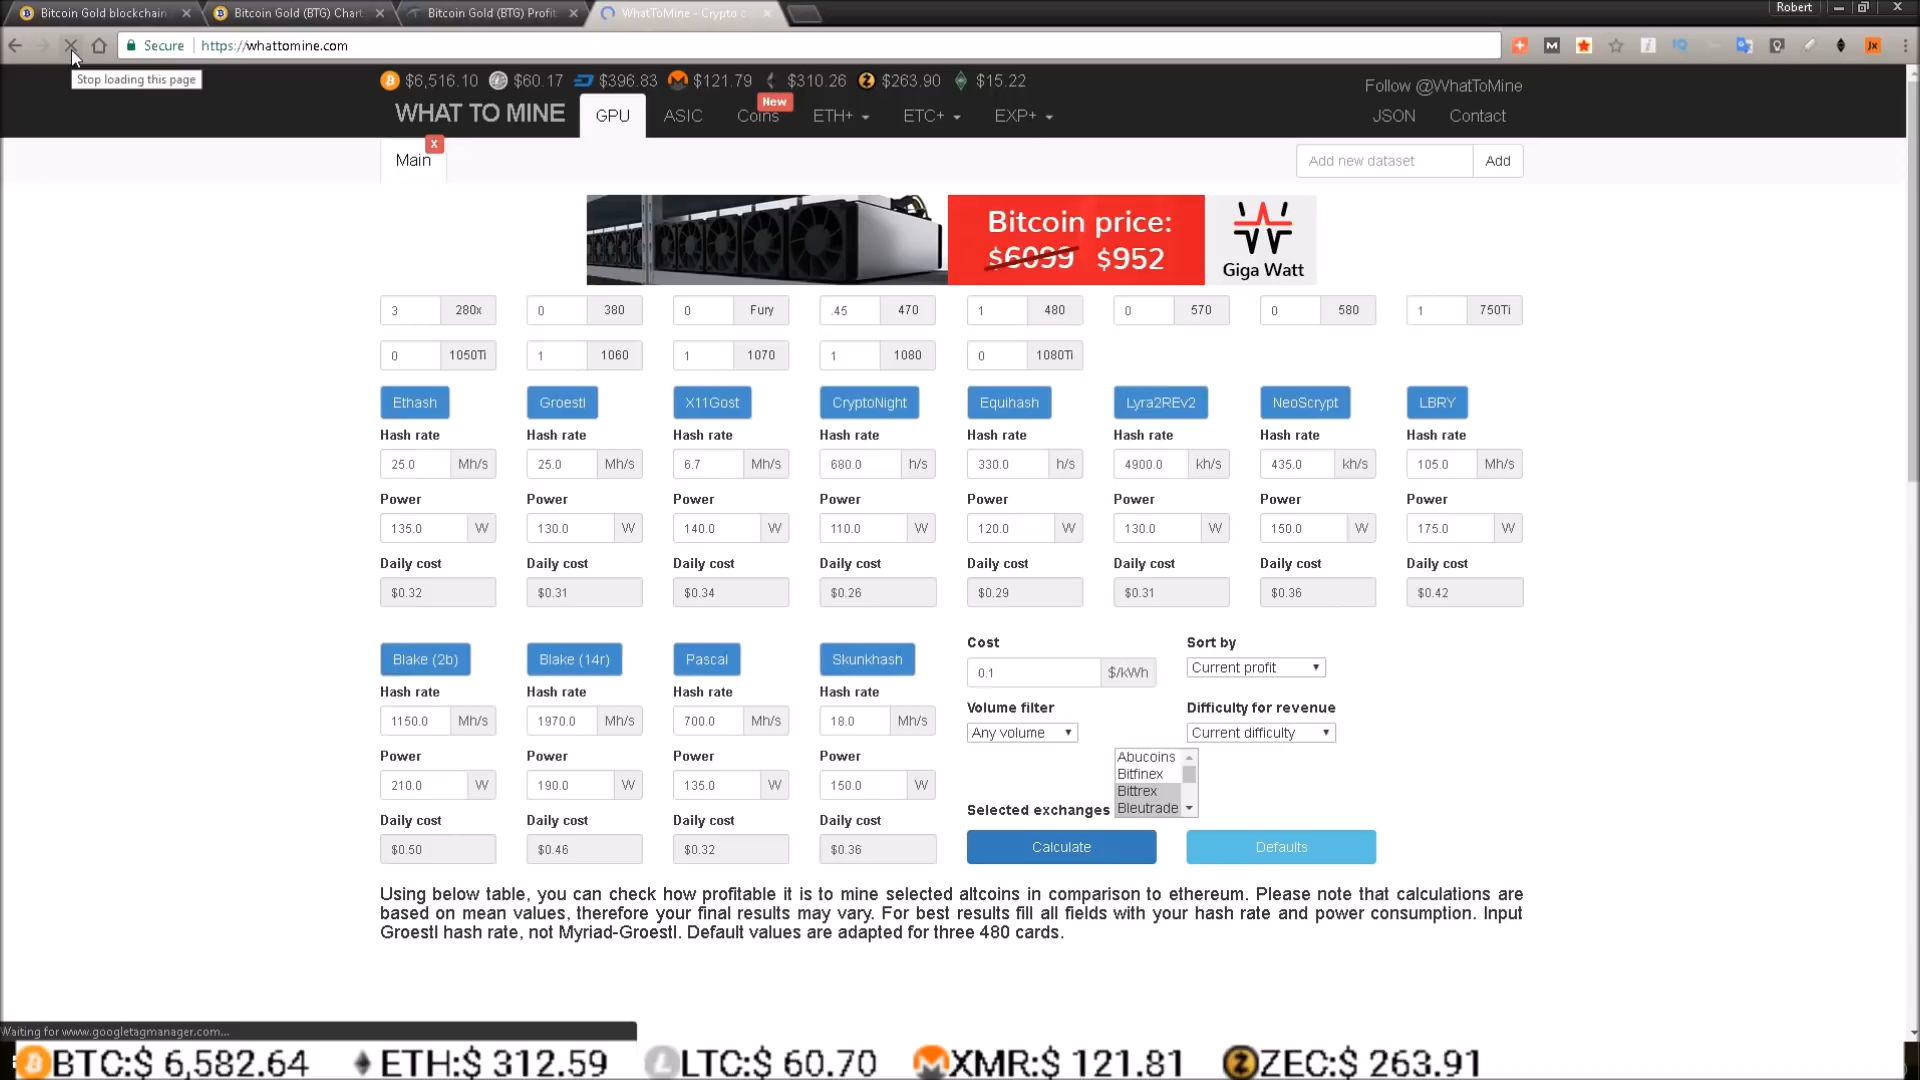 Bitcoin Gold blockchain
Bitcoin Gold (BTG) Chart
Bitcoin Gold (BTG) Profit
WhatToMine - Crypto c
Robert
Secure
https://whattomine.com
M
Jx
Stop loading this page
$6,516.10 $60.17 $396.83 $121.79 $310.26 $263.90 $15.22
Follow @WhatToMine
WHAT TO MINE GPU ASIC Coins New ETH+ ETC+ EXP+ JSON Contact
Main x
Add new dataset Add
Bitcoin price:
$6099 $952
Giga Watt
3 280x 0 380 0 Fury .45 470 1 480 0 570 0 580 1 750Ti
0 1050Ti 1 1060 1 1070 1 1080 0 1080Ti
Ethash Groestl X11Gost CryptoNight Equihash Lyra2REv2 NeoScrypt LBRY
Hash rate Hash rate Hash rate Hash rate Hash rate Hash rate Hash rate Hash rate
25.0 Mh/s 25.0 Mh/s 6.7 Mh/s 680.0 h/s 330.0 h/s 4900.0 kh/s 435.0 kh/s 105.0 Mh/s
Power Power Power Power Power Power Power Power
135.0 W 130.0 W 140.0 W 110.0 W 120.0 W 130.0 W 150.0 W 175.0 W
Daily cost Daily cost Daily cost Daily cost Daily cost Daily cost Daily cost Daily cost
$0.32 $0.31 $0.34 $0.26 $0.29 $0.31 $0.36 $0.42
Blake (2b) Blake (14r) Pascal Skunkhash
Hash rate Hash rate Hash rate Hash rate
1150.0 Mh/s 1970.0 Mh/s 700.0 Mh/s 18.0 Mh/s
Power Power Power Power
210.0 W 190.0 W 135.0 W 150.0 W
Daily cost Daily cost Daily cost Daily cost
$0.50 $0.46 $0.32 $0.36
Cost
0.1 $/kWh
Sort by
Current profit
Volume filter
Any volume
Difficulty for revenue
Current difficulty
Abucoins
Bitfinex
Bittrex
Bleutrade
Selected exchanges
Calculate Defaults
Using below table, you can check how profitable it is to mine selected altcoins in comparison to ethereum. Please note that calculations are
based on mean values, therefore your final results may vary. For best results fill all fields with your hash rate and power consumption. Input
Groestl hash rate, not Myriad-Groestl. Default values are adapted for three 480 cards.
Waiting for www.googletagmanager.com...
BTC:$ 6,582.64 ETH:$ 312.59 LTC:$ 60.70 XMR:$ 121.81 ZEC:$ 263.91